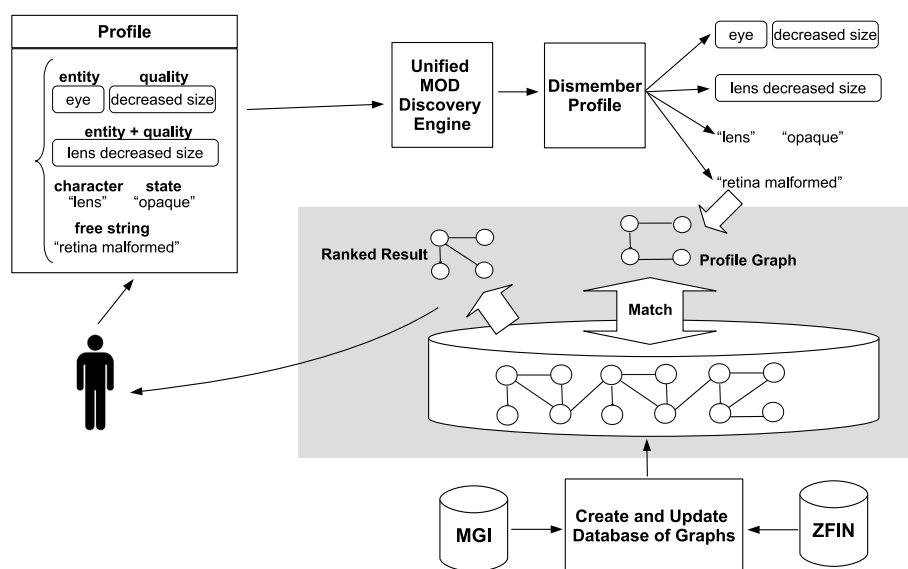 Profile
entity quality
eye decreased size
entity + quality
lens decreased size
character state
“lens” “opaque”
free string
“retina malformed”
Unified
MOD
Discovery
Engine
Dismember
Profile
eye decreased size
lens decreased size
“lens” “opaque”
“retina malformed”
Ranked Result
Profile Graph
Match
MGI
Create and Update
Database of Graphs
ZFIN